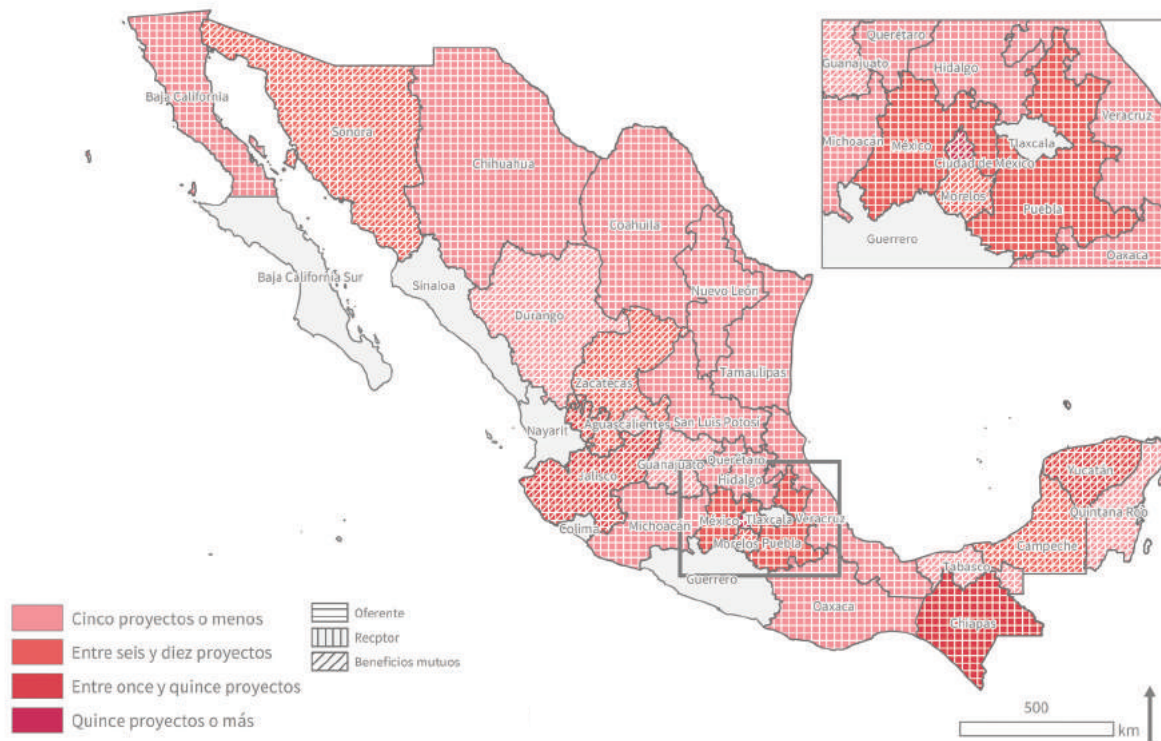 Baja California
Sonora
Chihuahua
Coahuila
Nuevo León
Tamaulipas
Baja California Sur
Sinaloa
Durango
Zacatecas
San Luis Potosí
Nayarit
Aguascalientes
Jalisco
Guanajuato
Querétaro
Hidalgo
Colima
Michoacán
México
Tlaxcala
Veracruz
Morelos
Puebla
Guerrero
Oaxaca
Chiapas
Tabasco
Campeche
Yucatán
Quintana Roo
Querétaro
Guanajuato
Hidalgo
Veracruz
Michoacán
México
Tlaxcala
Ciudad de México
Morelos
Puebla
Guerrero
Oaxaca
Cinco proyectos o menos
Entre seis y diez proyectos
Entre once y quince proyectos
Quince proyectos o más
Oferente
Recptor
Beneficios mutuos
500
km